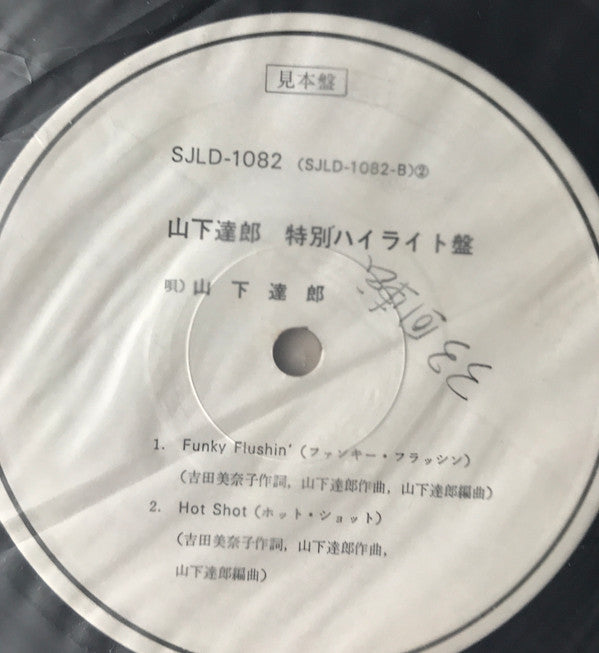 見本盤
SJLD-1082 (SJLD-1082-B)②
山下達郎 特別ハイライト盤
唄) 山下達郎
1. Funky Flushin' (ファンキー・フラッシン)
(吉田美奈子作詞, 山下達郎作曲, 山下達郎編曲)
2. Hot Shot (ホット・ショット)
(吉田美奈子作詞, 山下達郎作曲,
山下達郎編曲)